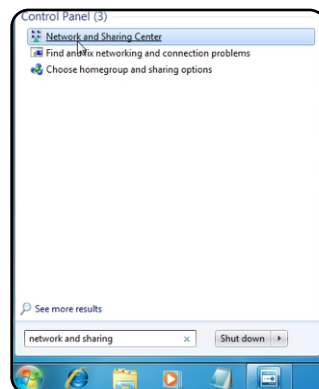 Control Panel (3)
Network and Sharing Center
Find and fix networking and connection problems
Choose homegroup and sharing options
See more results
network and sharing
Shut down